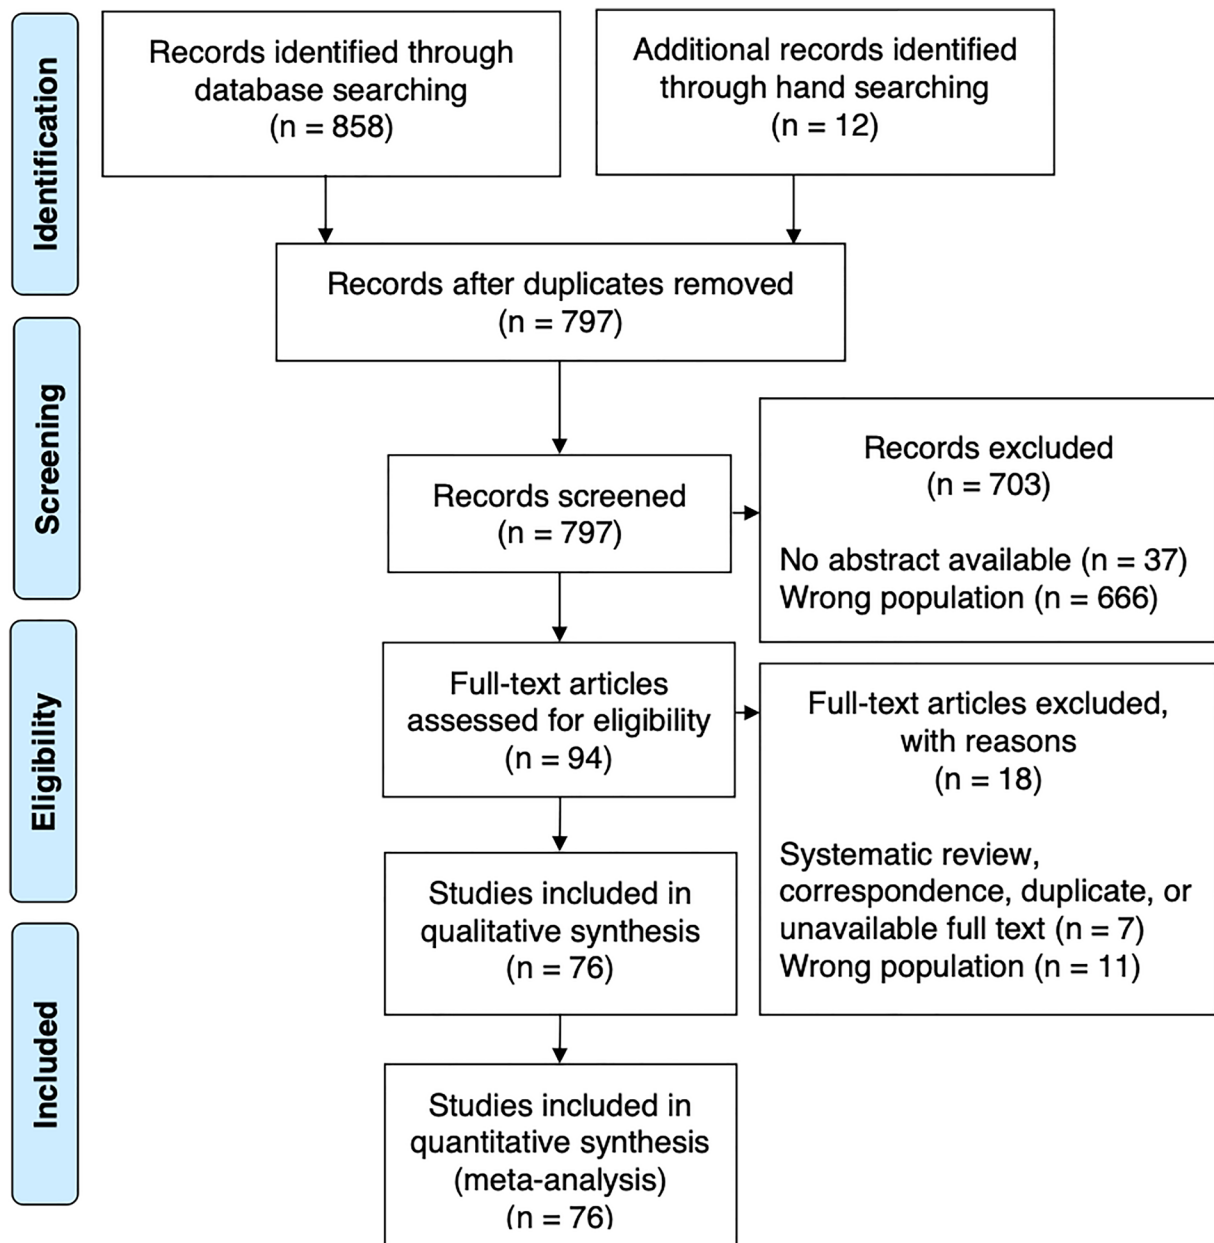 Identification
Records identified through
database searching
(n = 858)
Additional records identified
through hand searching
(n = 12)
Records after duplicates removed
(n = 797)
Screening
Records screened
(n = 797)
Records excluded
(n = 703)
No abstract available (n = 37)
Wrong population (n = 666)
Eligibility
Full-text articles
assessed for eligibility
(n = 94)
Full-text articles excluded,
with reasons
(n = 18)
Systematic review,
correspondence, duplicate, or
unavailable full text (n = 7)
Wrong population (n = 11)
Studies included in
qualitative synthesis
(n = 76)
Included
Studies included in
quantitative synthesis
(meta-analysis)
(n = 76)